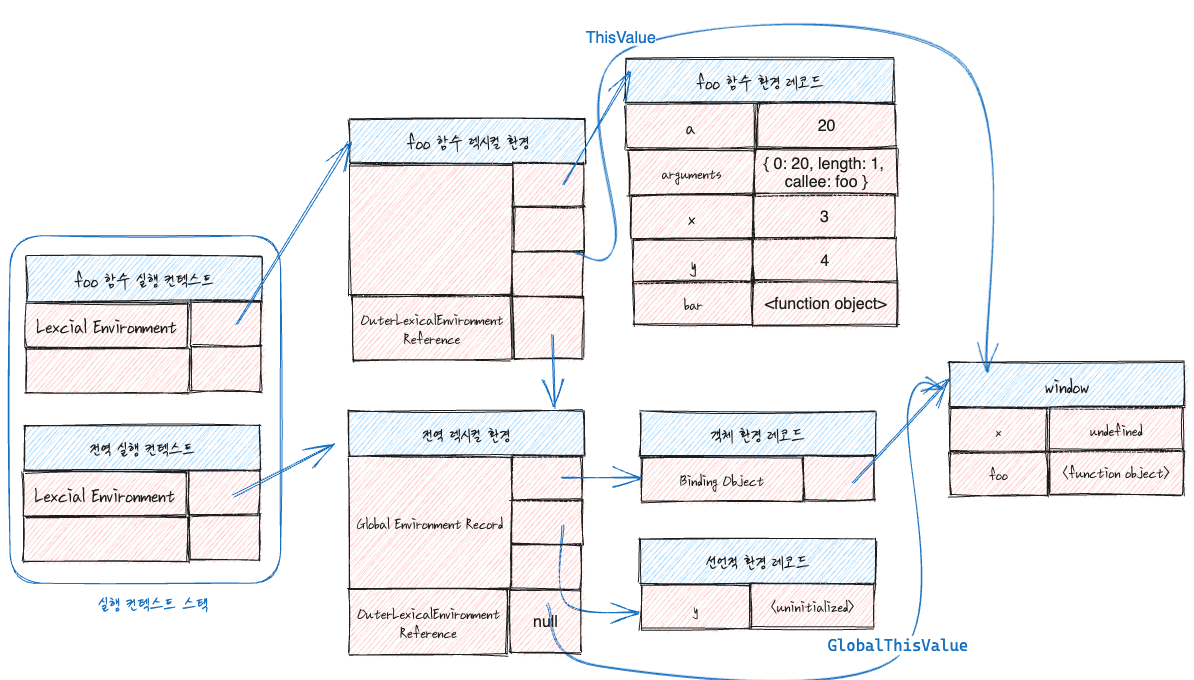 ThisValue
foo 함수 환경 레코드
a
20
arguments
{ 0: 20, length: 1,
callee: foo }
x
3
y
4
bar
<function object>
foo 함수 렉시컬 환경
OuterLexicalEnvironment
Reference
foo 함수 실행 컨텍스트
Lexcial Environment
전역 실행 컨텍스트
Lexcial Environment
실행 컨텍스트 스택
전역 렉시컬 환경
Global Environment Record
OuterLexicalEnvironment
Reference
null
객체 환경 레코드
Binding Object
선언적 환경 레코드
y
<uninitialized>
window
x
undefined
foo
<function object>
GlobalThisValue